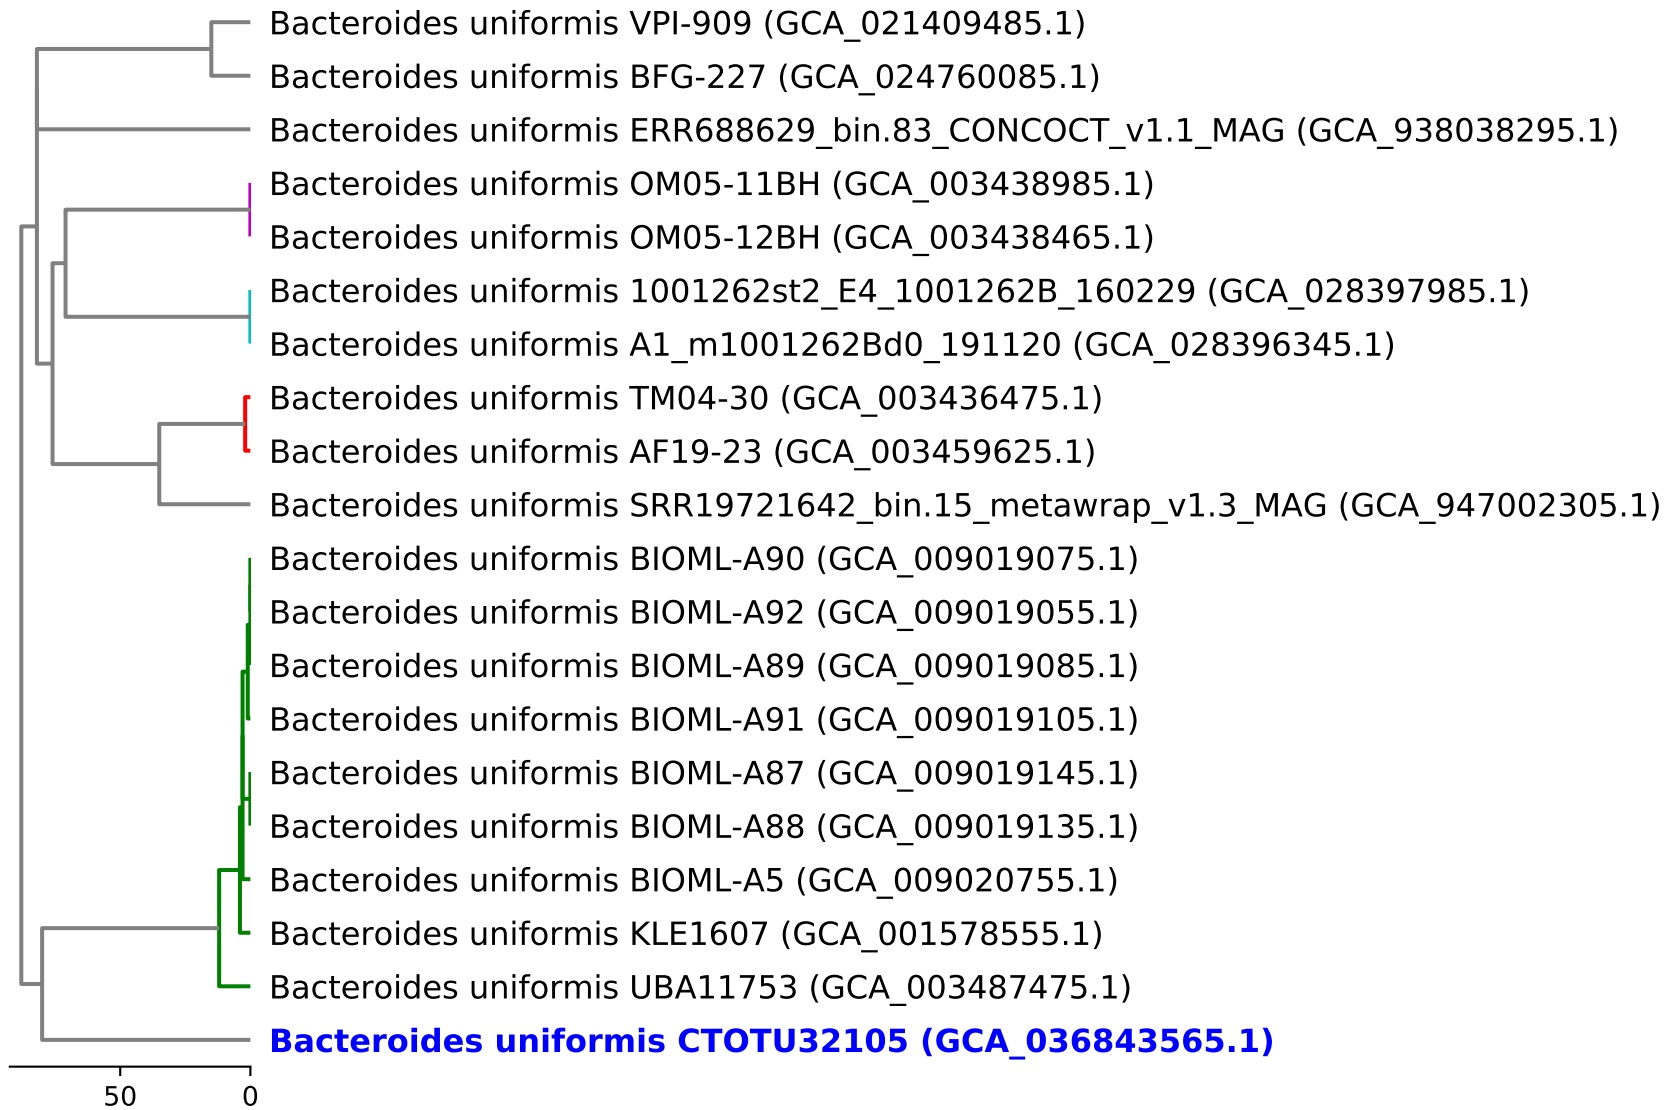 Bacteroides uniformis VPI-909 (GCA_021409485.1)
Bacteroides uniformis BFG-227 (GCA_024760085.1)
Bacteroides uniformis ERR688629_bin.83_CONCOCT_v1.1_MAG (GCA_938038295.1)
Bacteroides uniformis OM05-11BH (GCA_003438985.1)
Bacteroides uniformis OM05-12BH (GCA_003438465.1)
Bacteroides uniformis 1001262st2_E4_1001262B_160229 (GCA_028397985.1)
Bacteroides uniformis A1_m1001262Bd0_191120 (GCA_028396345.1)
Bacteroides uniformis TM04-30 (GCA_003436475.1)
Bacteroides uniformis AF19-23 (GCA_003459625.1)
Bacteroides uniformis SRR19721642_bin.15_metawrap_v1.3_MAG (GCA_947002305.1)
Bacteroides uniformis BIOML-A90 (GCA_009019075.1)
Bacteroides uniformis BIOML-A92 (GCA_009019055.1)
Bacteroides uniformis BIOML-A89 (GCA_009019085.1)
Bacteroides uniformis BIOML-A91 (GCA_009019105.1)
Bacteroides uniformis BIOML-A87 (GCA_009019145.1)
Bacteroides uniformis BIOML-A88 (GCA_009019135.1)
Bacteroides uniformis BIOML-A5 (GCA_009020755.1)
Bacteroides uniformis KLE1607 (GCA_001578555.1)
Bacteroides uniformis UBA11753 (GCA_003487475.1)
Bacteroides uniformis CTOTU32105 (GCA_036843565.1)
50 0